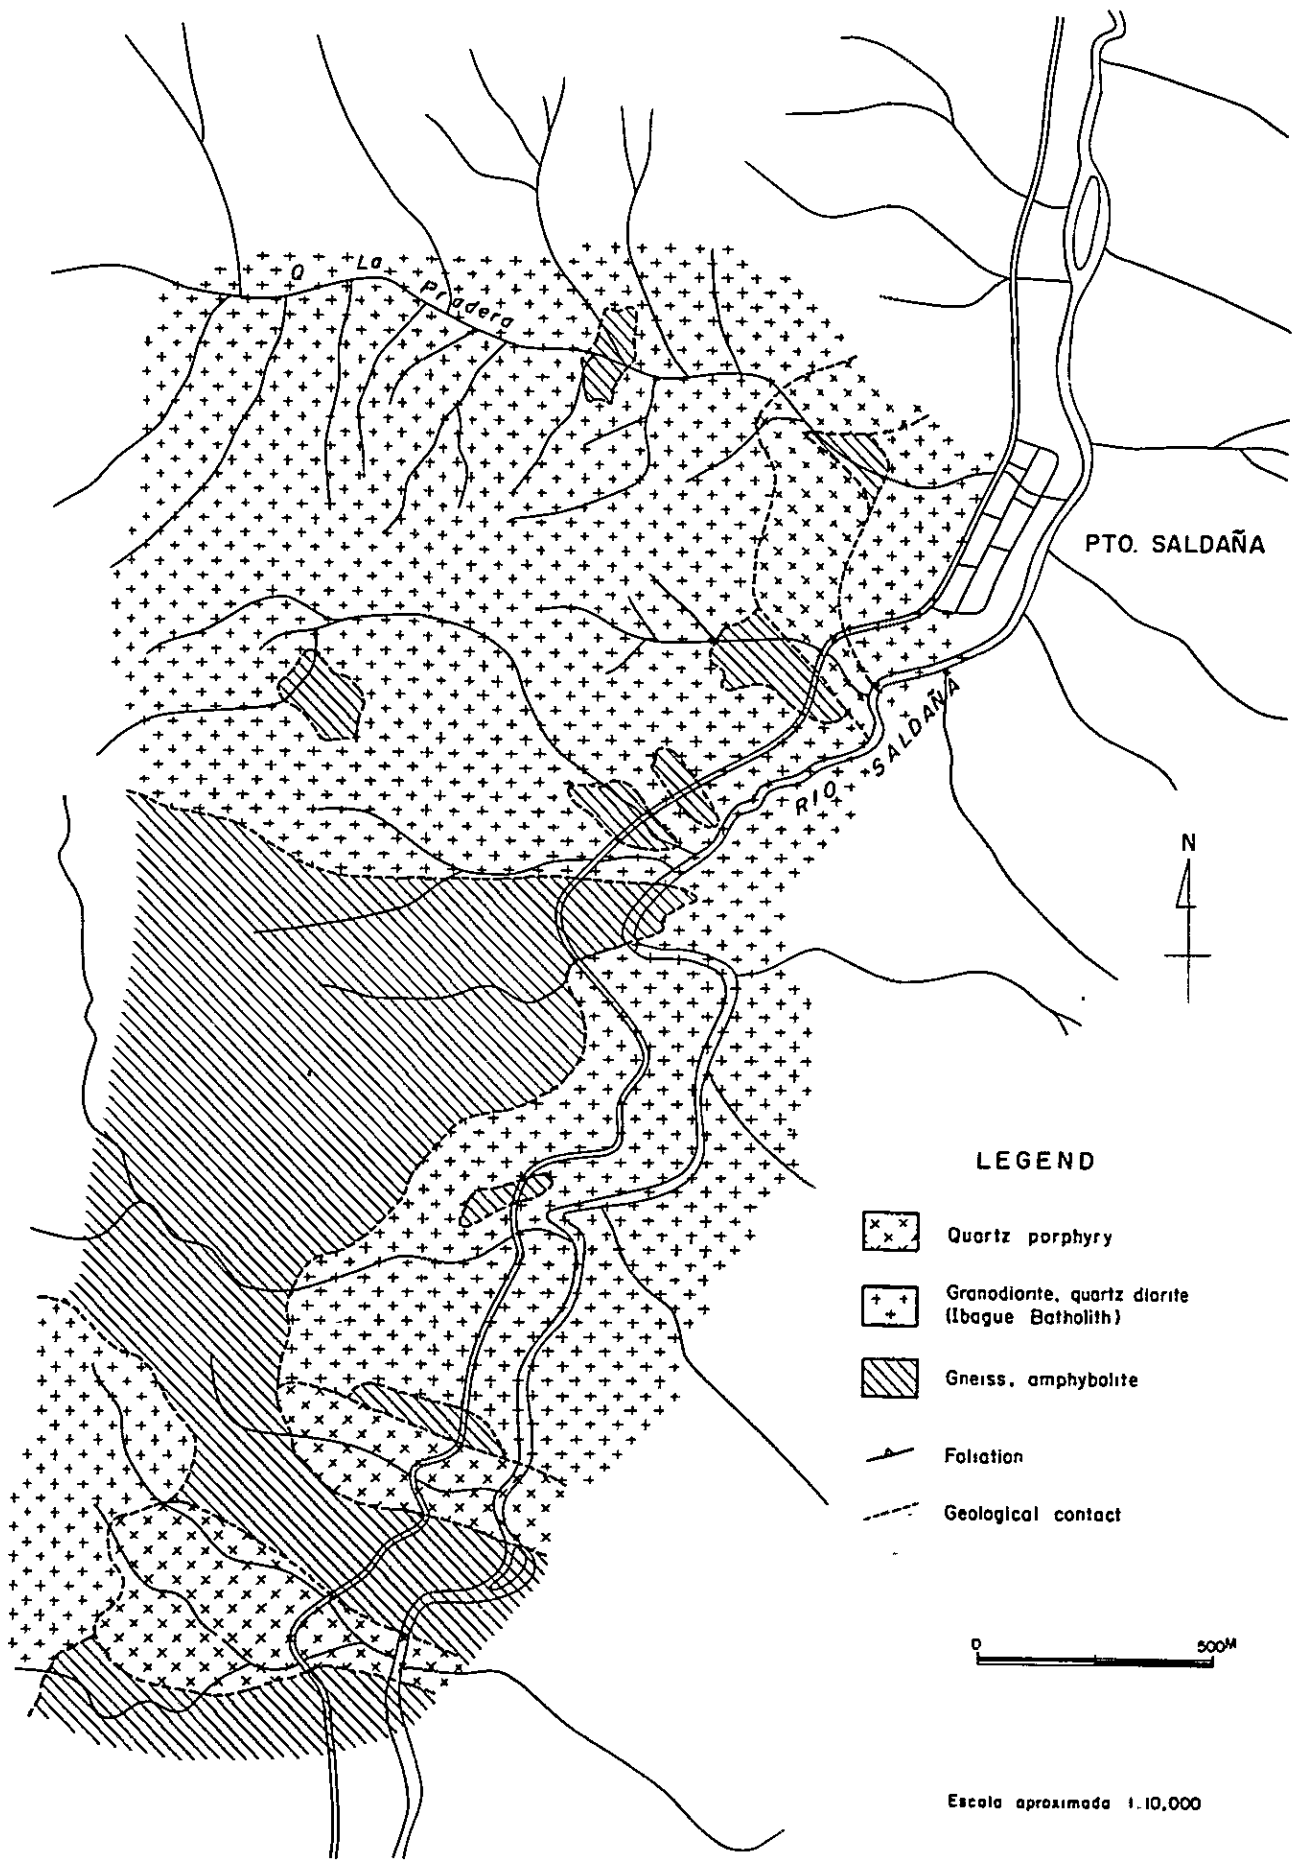 Q La Pradera
PTO. SALDAÑA
RIO SALDAÑA
N
LEGEND
Quartz porphyry
Granodiorite, quartz diorite
(Ibague Batholith)
Gneiss, amphybolite
Foliation
Geological contact
0 500M
Escala aproximada 1:10,000